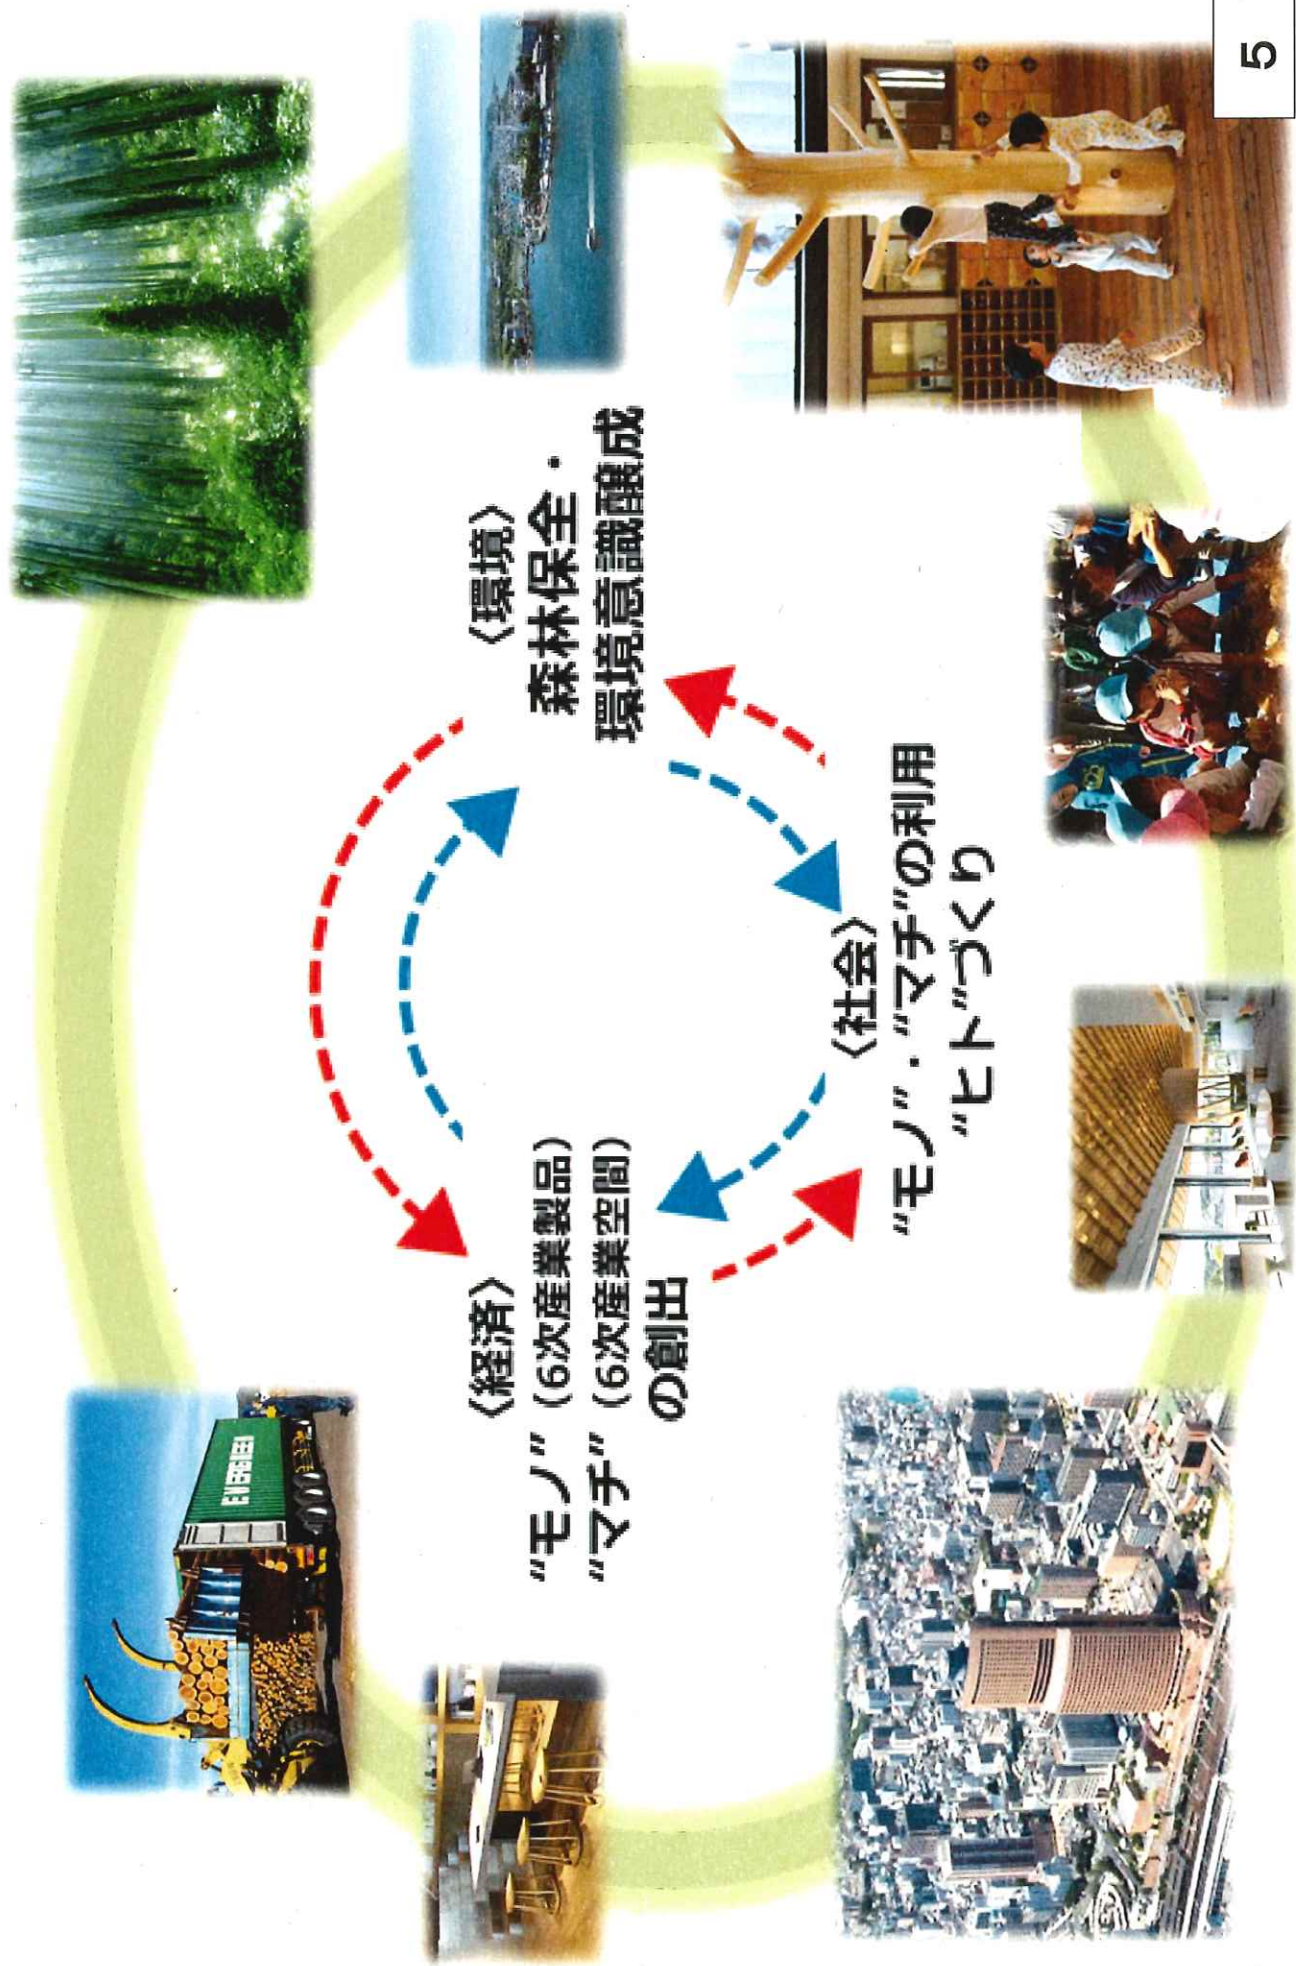 〈経済〉
“モノ”(6次産業製品)
“マチ”(6次産業空間)
の創出
〈環境〉
森林保全・
環境意識醸成
〈社会〉
“モノ”・“マチ”の利用
“ヒト”づくり
EVERGREEN
5